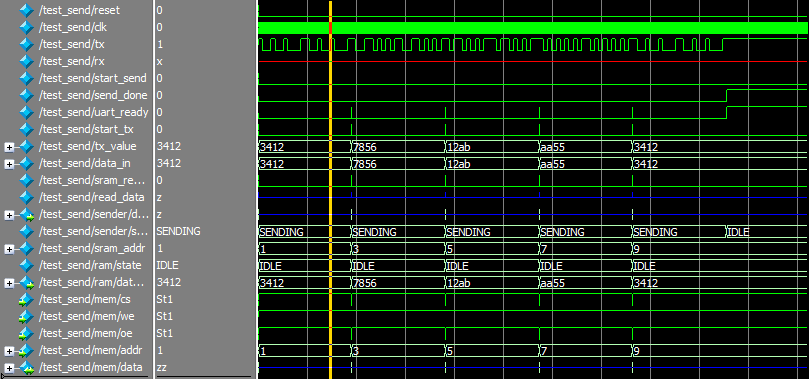 /test_send/reset 0
/test_send/clk 0
/test_send/tx 1
/test_send/rx x
/test_send/start_send 0
/test_send/send_done 0
/test_send/uart_ready 0
/test_send/start_tx 0
/test_send/tx_value 3412 3412 7856 12ab aa55 3412
/test_send/data_in 3412 3412 7856 12ab aa55 3412
/test_send/sram_re... 0
/test_send/read_data z
/test_send/sender/d... z
/test_send/sender/s... SENDING SENDING SENDING SENDING SENDING SENDING IDLE
/test_send/sram_addr 1 1 3 5 7 9
/test_send/ram/state IDLE IDLE IDLE IDLE IDLE IDLE
/test_send/ram/dat... 3412 3412 7856 12ab aa55 3412
/test_send/mem/cs St1
/test_send/mem/we St1
/test_send/mem/oe St1
/test_send/mem/addr 1 1 3 5 7 9
/test_send/mem/data zz